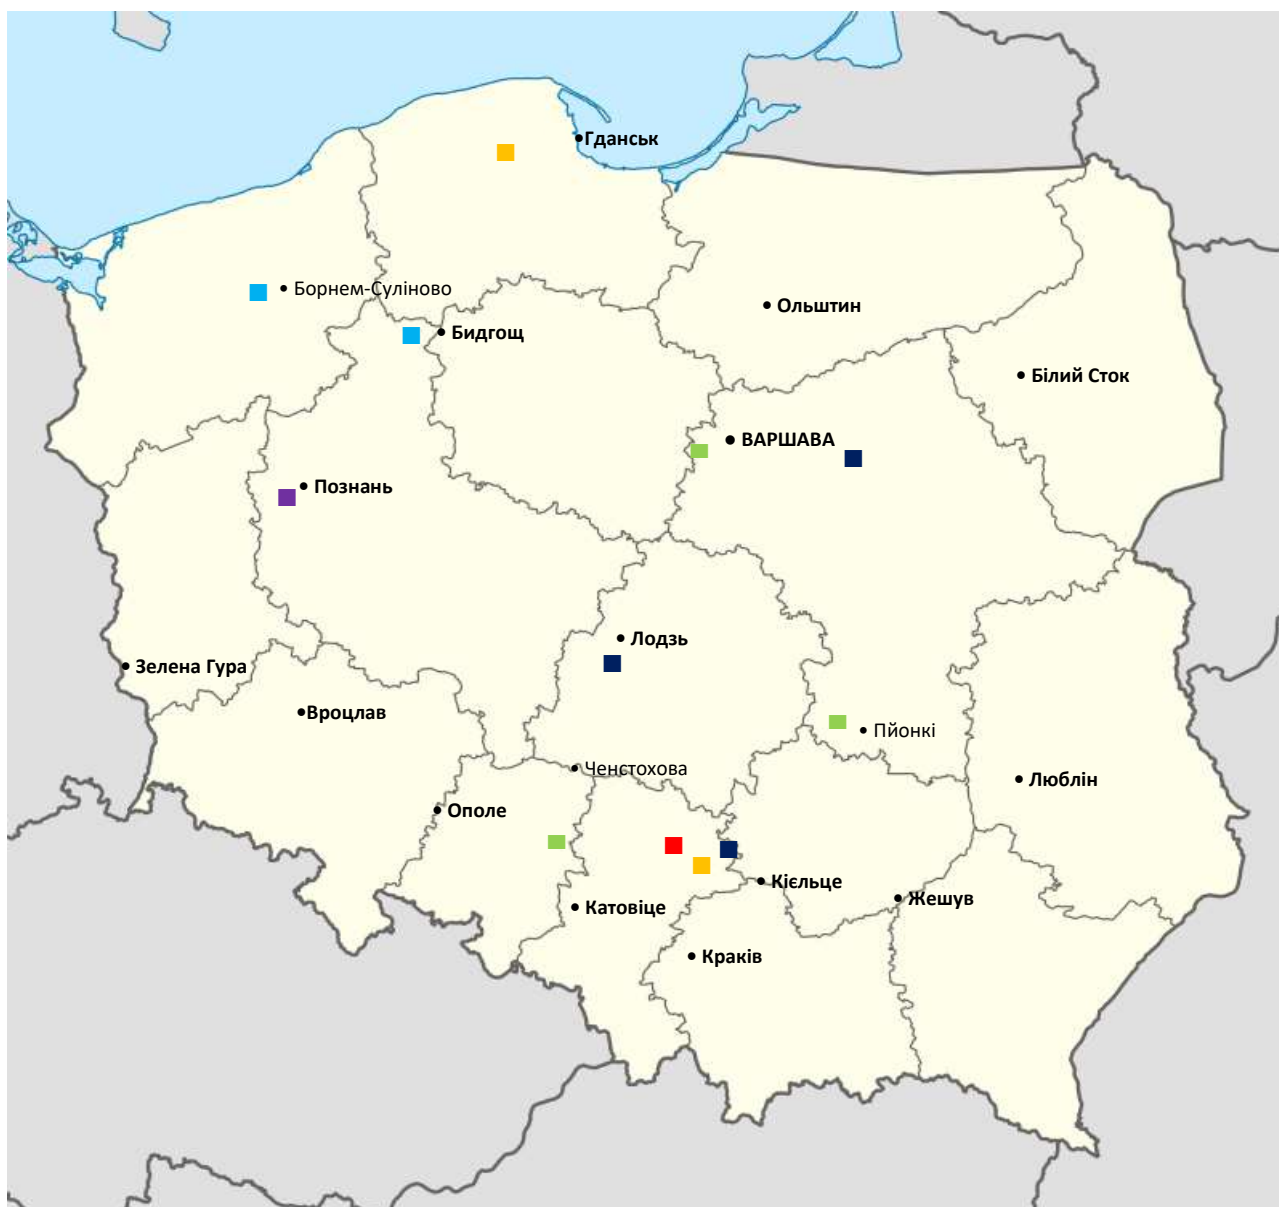 Гданськ
Борнем-Суліново
Ольштин
Бидгощ
Білий Сток
ВАРШАВА
Познань
Лодзь
Зелена Гура
Вроцлав
Пйонкі
Ченстохова
Люблін
Ополе
Кієльце
Жешув
Катовіце
Краків